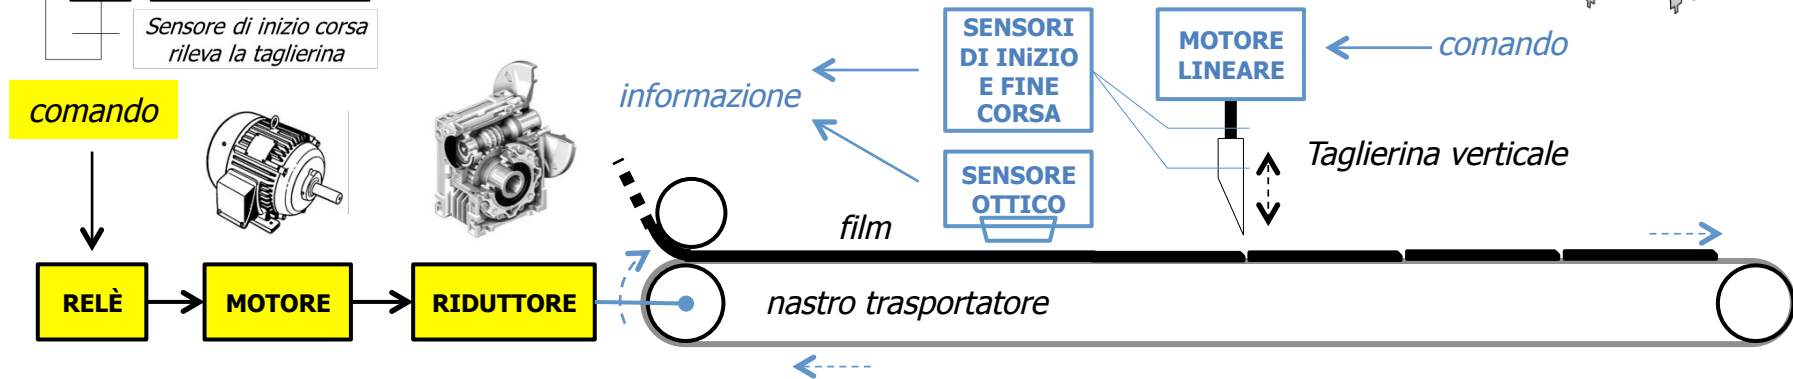 Sensore di inizio corsa
rileva la taglierina
comando
informazione
SENSORI
DI INiZIO
E FINE
CORSA
MOTORE
LINEARE
comando
Taglierina verticale
SENSORE
OTTICO
film
RELÈ
MOTORE
RIDUTTORE
nastro trasportatore